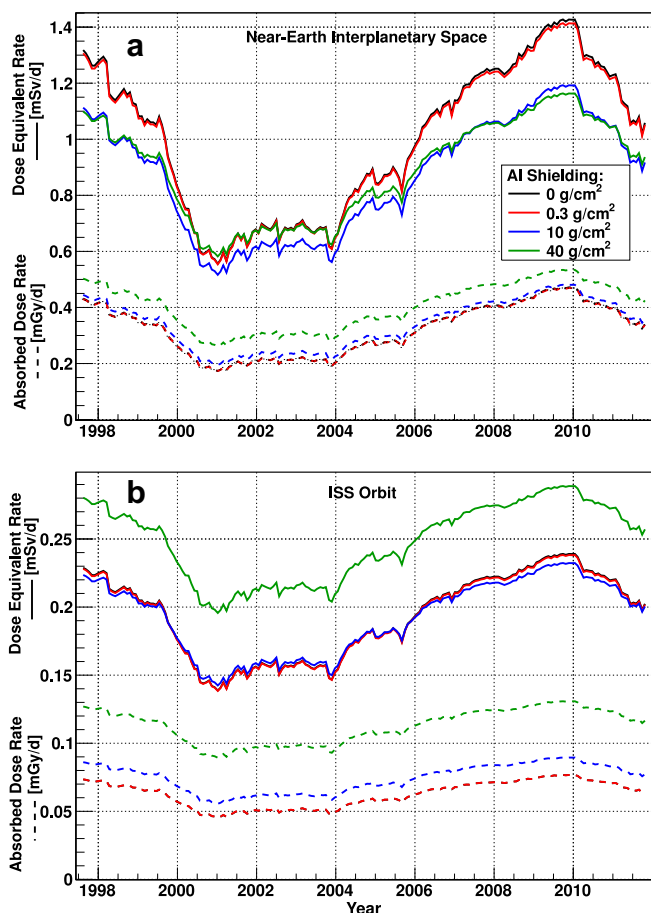 a
Near-Earth Interplanetary Space
Dose Equivalent Rate
[mSv/d]
Absorbed Dose Rate
[mGy/d]
1.4
1.2
1
0.8
0.6
0.4
0.2
0
Al Shielding:
0 g/cm²
0.3 g/cm²
10 g/cm²
40 g/cm²
1998 2000 2002 2004 2006 2008 2010
b
ISS Orbit
Dose Equivalent Rate
[mSv/d]
Absorbed Dose Rate
[mGy/d]
0.25
0.2
0.15
0.1
0.05
0
1998 2000 2002 2004 2006 2008 2010
Year